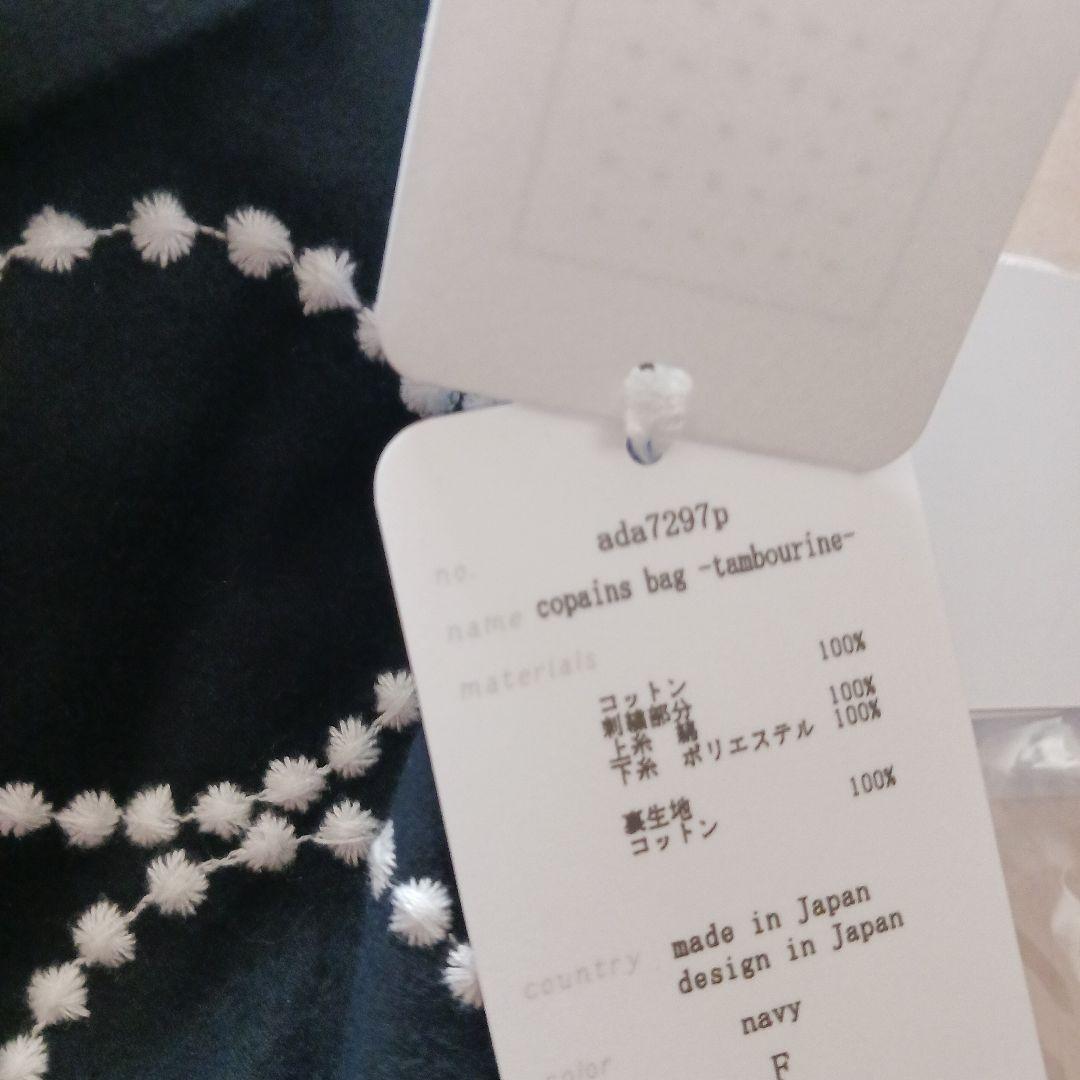 no. ada7297p
name copains bag -tambourine-
materials
コットン 100%
刺繍部分
上糸 綿 100%
下糸 ポリエステル 100%
裏生地
コットン 100%
country made in Japan
design in Japan
color navy
F